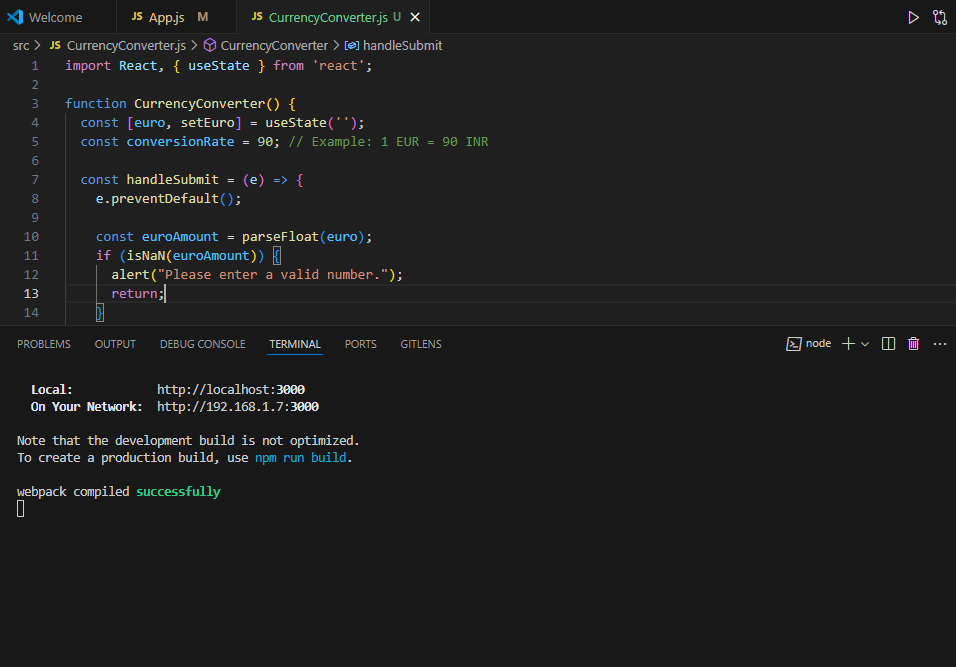 Welcome JS App.js M JS CurrencyConverter.js U
src > JS CurrencyConverter.js > CurrencyConverter > handleSubmit
1 import React, { useState } from 'react';
2
3 function CurrencyConverter() {
4 const [euro, setEuro] = useState('');
5 const conversionRate = 90; // Example: 1 EUR = 90 INR
6
7 const handleSubmit = (e) => {
8 e.preventDefault();
9
10 const euroAmount = parseFloat(euro);
11 if (isNaN(euroAmount)) {
12 alert("Please enter a valid number.");
13 return;
14 }
PROBLEMS OUTPUT DEBUG CONSOLE TERMINAL PORTS GITLENS node
Local: http://localhost:3000
On Your Network: http://192.168.1.7:3000
Note that the development build is not optimized.
To create a production build, use npm run build.
webpack compiled successfully